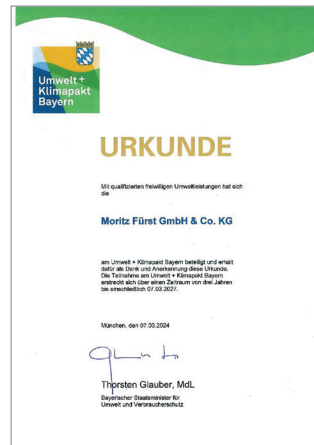 Umwelt +
Klimapakt
Bayern
URKUNDE
Mit qualifizierten freiwilligen Umweltleistungen hat sich
die
Moritz Fürst GmbH & Co. KG
am Umwelt + Klimapakt Bayern beteiligt und erhält
dafür als Dank und Anerkennung diese Urkunde.
Die Teilnahme am Umwelt + Klimapakt Bayern
erstreckt sich über einen Zeitraum von drei Jahren
bis einschließlich 07.03.2027.
München, den 07.03.2024
Thorsten Glauber, MdL
Bayerischer Staatsminister für
Umwelt und Verbraucherschutz